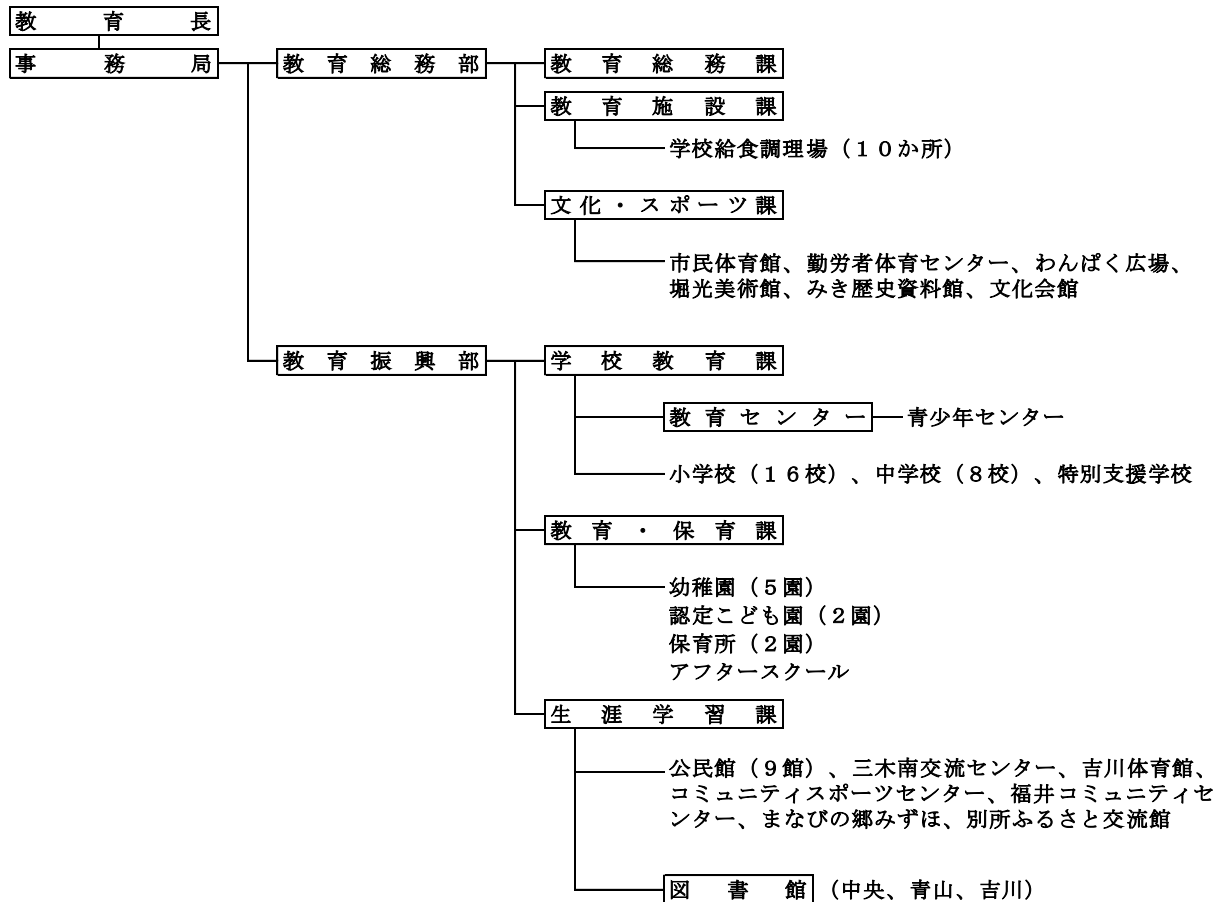 教育長
事務局
教育総務部
教育総務課
教育施設課
学校給食調理場（１０か所）
文化・スポーツ課
市民体育館、勤労者体育センター、わんぱく広場、
堀光美術館、みき歴史資料館、文化会館
教育振興部
学校教育課
教育センター
青少年センター
小学校（１６校）、中学校（８校）、特別支援学校
教育・保育課
幼稚園（５園）
認定こども園（２園）
保育所（２園）
アフタースクール
生涯学習課
公民館（９館）、三木南交流センター、吉川体育館、
コミュニティスポーツセンター、福井コミュニティセ
ンター、まなびの郷みずほ、別所ふるさと交流館
図書館（中央、青山、吉川）